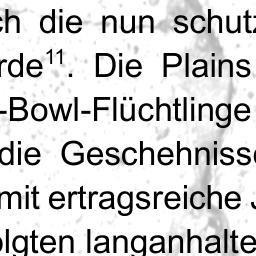 ch die nun schutz
rde¹¹. Die Plains
-Bowl-Flüchtlinge
die Geschehnisse
mit ertragsreiche J
olgten langanhalte